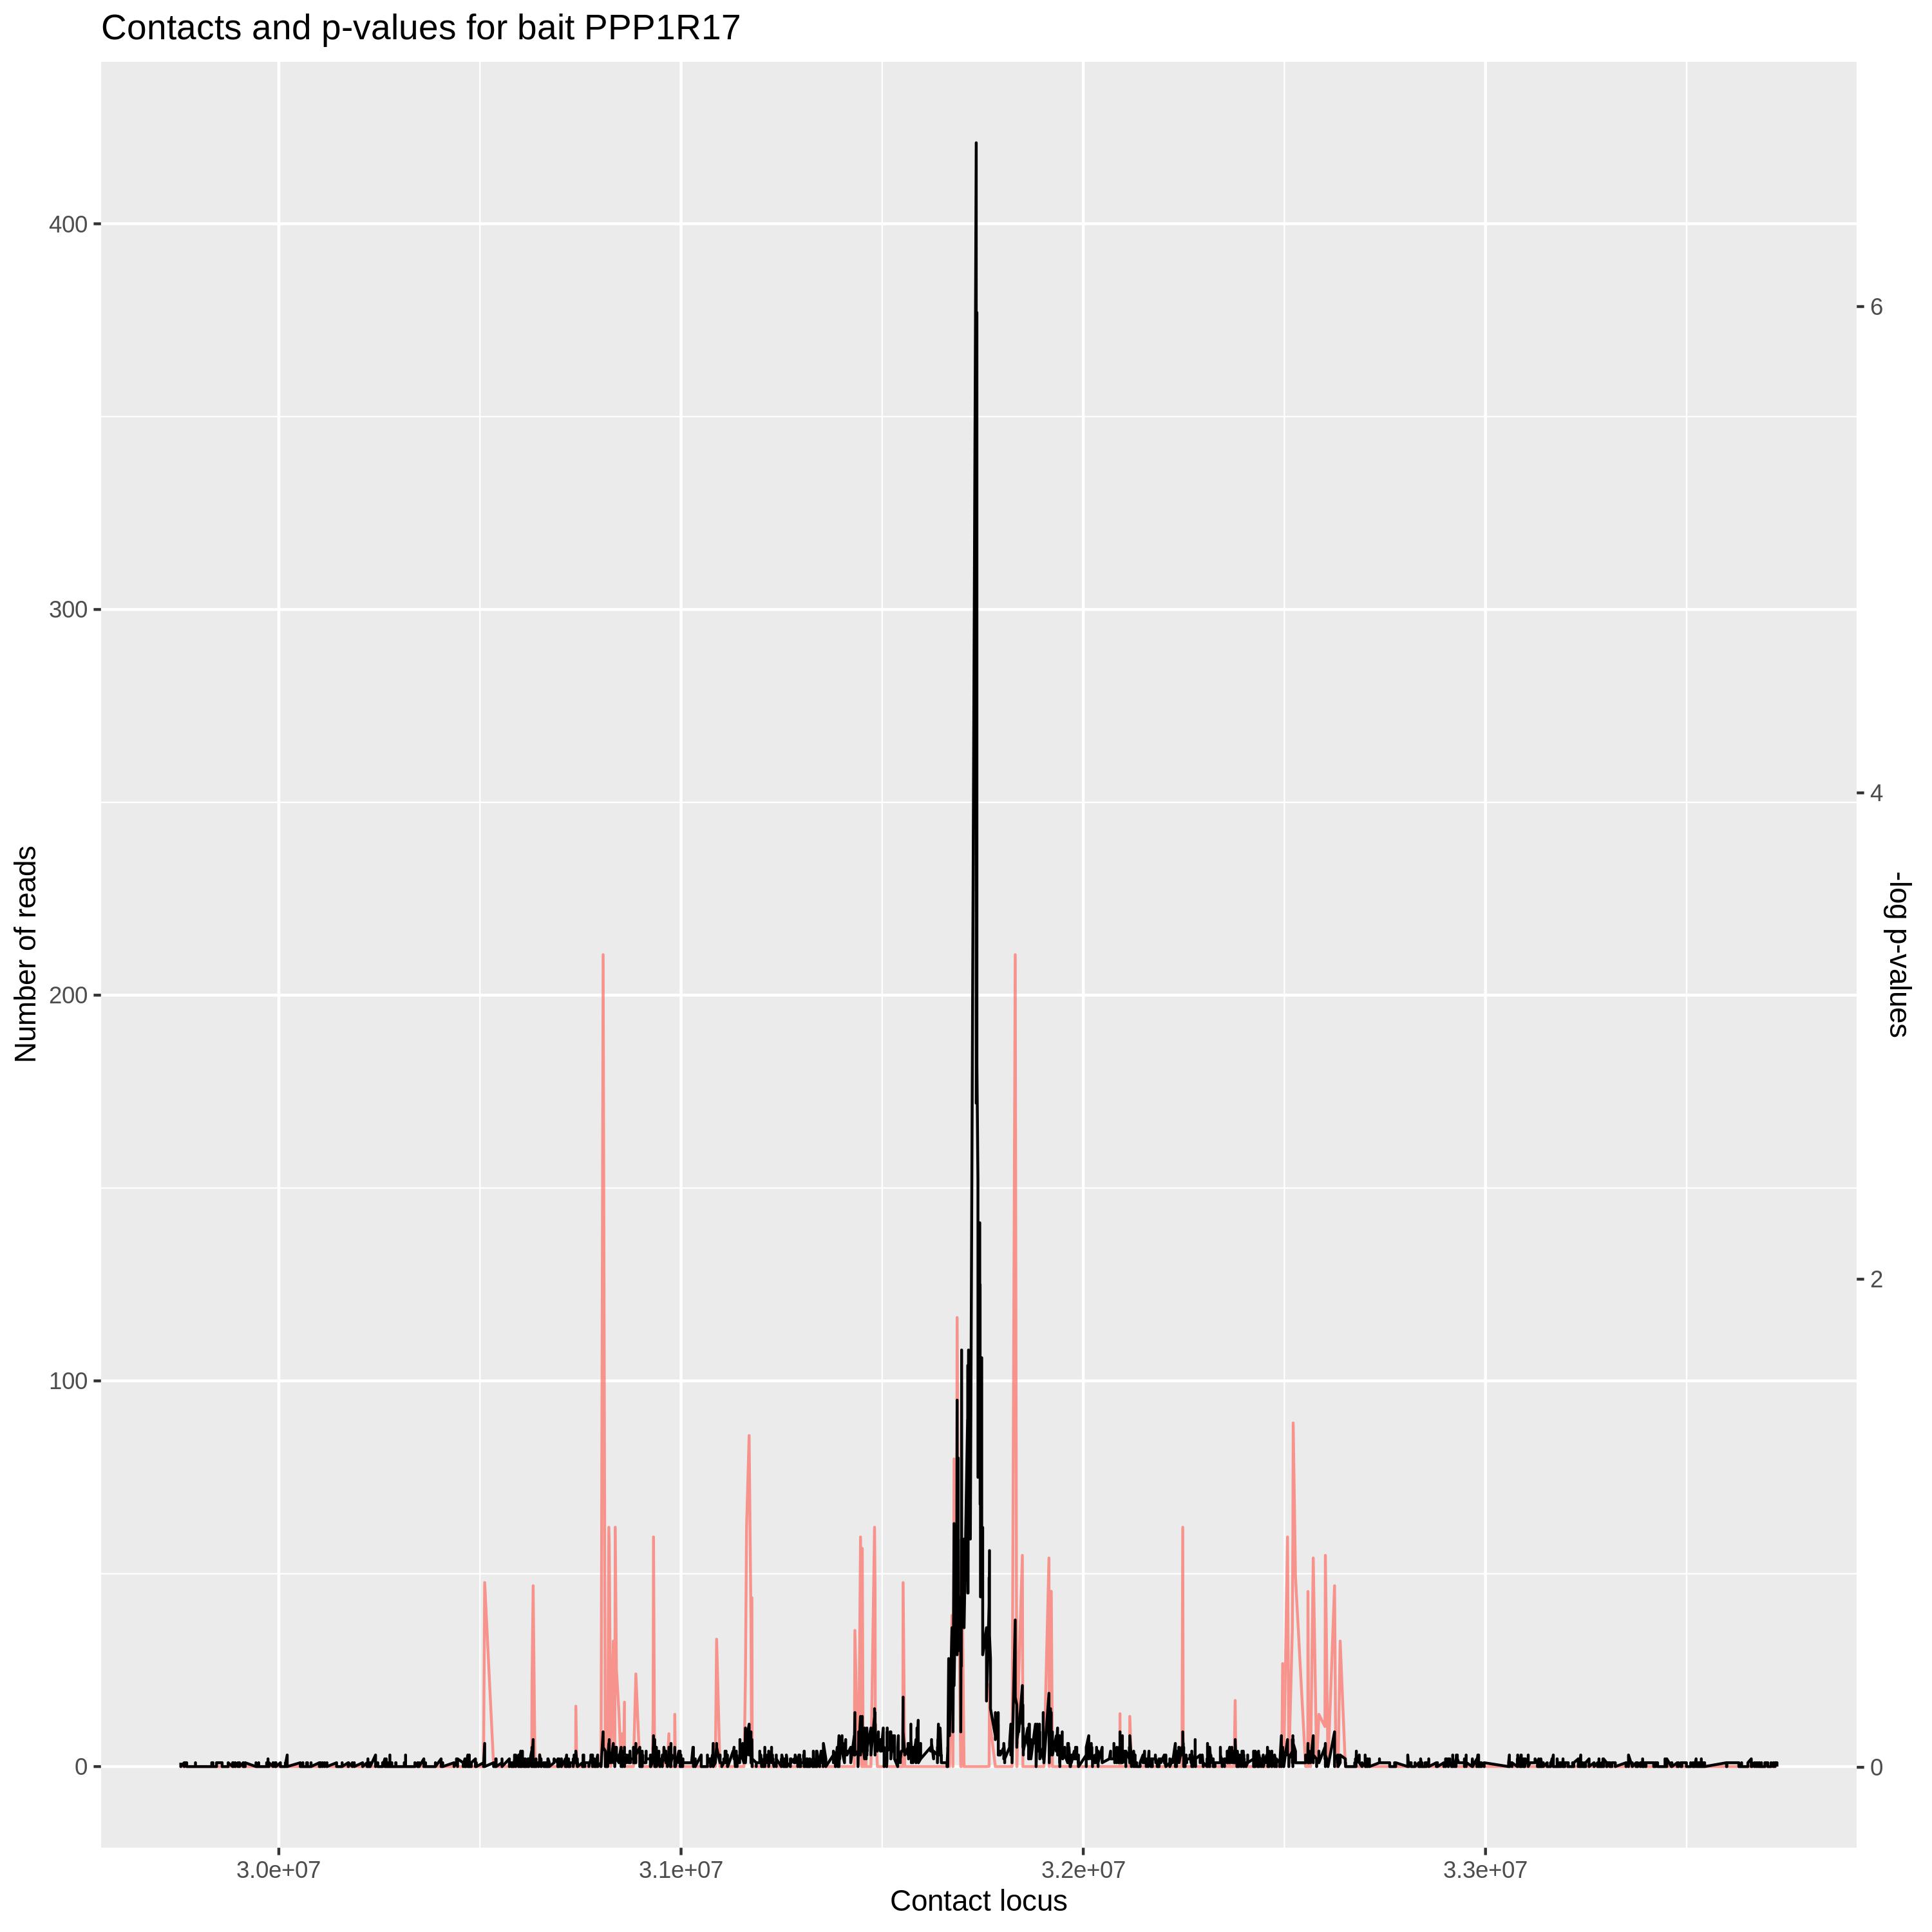 Contacts and p-values for bait PPP1R17
Number of reads
400
300
200
100
0
6
4
2
0
-log p-values
3.0e+07
3.1e+07
3.2e+07
3.3e+07
Contact locus